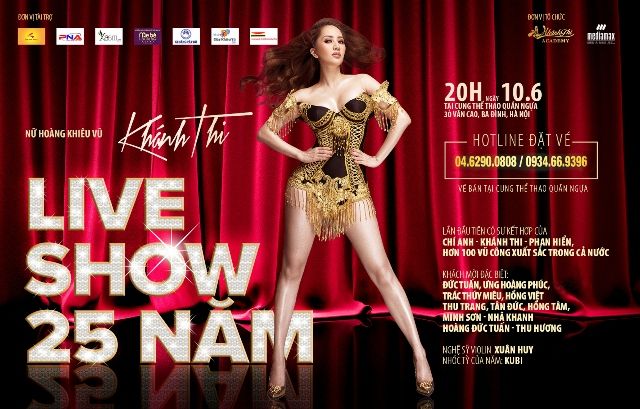 ĐƠN VỊ TÀI TRỢ
PNA
ĐƠN VỊ TỔ CHỨC
KhánhThi
ACADEMY
mediamax
20H NGÀY 10.6
TẠI CUNG THỂ THAO QUẦN NGỰA
30 VĂN CAO, BA ĐÌNH, HÀ NỘI
HOTLINE ĐẶT VÉ
04.6290.0808 / 0934.66.9396
VÉ BÁN TẠI CUNG THỂ THAO QUẦN NGỰA
NỮ HOÀNG KHIÊU VŨ
Khánh Thi
LIVE
SHOW
25 NĂM
LẦN ĐẦU TIÊN CÓ SỰ KẾT HỢP CỦA
CHÍ ANH - KHÁNH THI - PHAN HIỂN,
HƠN 100 VŨ CÔNG XUẤT SẮC TRONG CẢ NƯỚC
KHÁCH MỜI ĐẶC BIỆT:
ĐỨC TUẤN, ƯNG HOÀNG PHÚC,
TRÁC THÚY MIÊU, HỒNG VIỆT
THU TRANG, TÂN ĐỨC, HỒNG TÂM,
MINH SƠN - NHÃ KHANH
HOÀNG ĐỨC TUẤN - THU HƯƠNG
NGHỆ SỸ VIOLIN: XUÂN HUY
NHÓC TỲ CỦA NĂM: KUBI